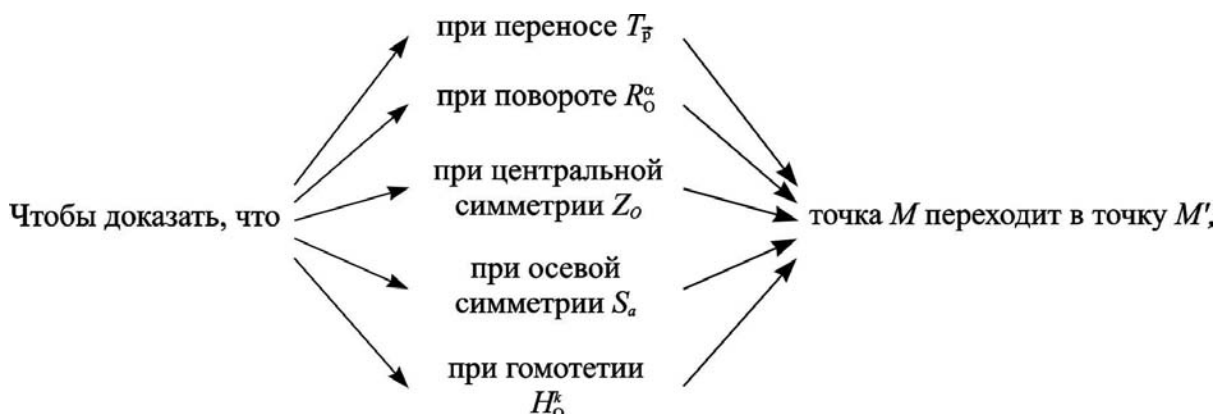 при переносе T_p⃗
при повороте R_O^α
при центральной
симметрии Z_O
Чтобы доказать, что
точка M переходит в точку M′,
при осевой
симметрии S_a
при гомотетии
H_O^k